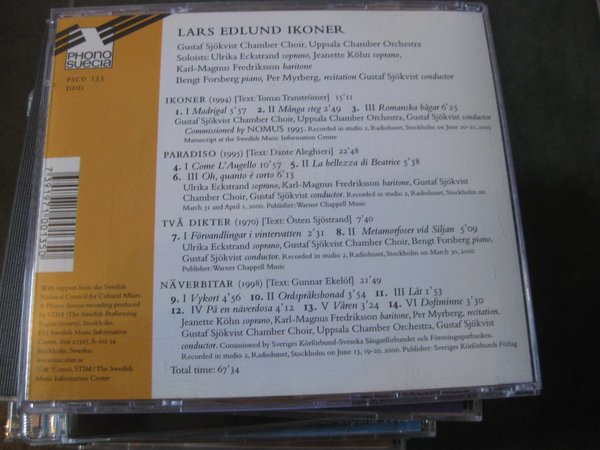 PHONO
SUECIA
PSCD 135
DDD
LARS EDLUND IKONER
Gustaf Sjökvist Chamber Choir, Uppsala Chamber Orchestra
Soloists: Ulrika Eckstrand soprano, Jeanette Köhn soprano,
Karl-Magnus Fredriksson baritone
Bengt Forsberg piano, Per Myrberg, recitation Gustaf Sjökvist conductor
IKONER (1994) [Text: Tomas Tranströmer] 15'11
1. I Madrigal 5'57 2. II Många steg 2'49 3. III Romanska bågar 6'25
Gustaf Sjökvist Chamber Choir, Uppsala Chamber Orchestra, Gustaf Sjökvist conductor
Commissioned by NOMUS 1995. Recorded in studio 2, Radiohuset, Stockholm on June 20-21, 2000
Manuscript at the Swedish Music Information Centre
PARADISO (1995) [Text: Dante Aleghieri] 22'48
4. I Come L'Augello 10'57 5. II La bellezza di Beatrice 5'38
6. III Oh, quanto è corto 6'13
Ulrika Eckstrand soprano, Karl-Magnus Fredriksson baritone, Gustaf Sjökvist
Chamber Choir, Gustaf Sjökvist conductor. Recorded in studio 2, Radiohuset, Stockholm on
March 31 and April 1, 2000. Publisher: Warner Chappell Music
TVÅ DIKTER (1970) [Text: Östen Sjöstrand] 7'40
7. I Förvandlingar i vintervatten 2'31 8. II Metamorfoser vid Siljan 5'09
Ulrika Eckstrand soprano, Gustaf Sjökvist Chamber Choir, Bengt Forsberg piano,
Gustaf Sjökvist conductor. Recorded in studio 2, Radiohuset, Stockholm on March 30, 2000
Publisher: Warner Chappell Music
NÄVERBITAR (1998) [Text: Gunnar Ekelöf] 21'49
9. I Vykort 4'56 10. II Ordspråksbonad 3'54 11. III Låt 1'53
12. IV På en näverdosa 4'12 13. V Våren 3'24 14. VI Doftminne 3'30
Jeanette Köhn soprano, Karl-Magnus Fredriksson baritone, Per Myrberg, recitation,
Gustaf Sjökvist Chamber Choir, Uppsala Chamber Orchestra, Gustaf Sjökvist
conductor. Comissioned by Sveriges Körförbund-Svenska Sångarförbundet och Föreningssparbanken.
Recorded in studio 2, Radiohuset, Stockholm on June 13, 19-20, 2000. Publisher: Sveriges Körförbunds Förlag
Total time: 67'34
With support from the Swedish
National Council for Cultural Affairs.
A Phono Suecia-recording produced
by STIM (The Swedish Performing
Rights Society), Stockholm.
P.O. Swedish Music Information
Centre. Box 27327, S-102 54
Stockholm, Sweden.
www.mic.stim.se
© ℗ 2000, STIM/The Swedish
Music Information Centre